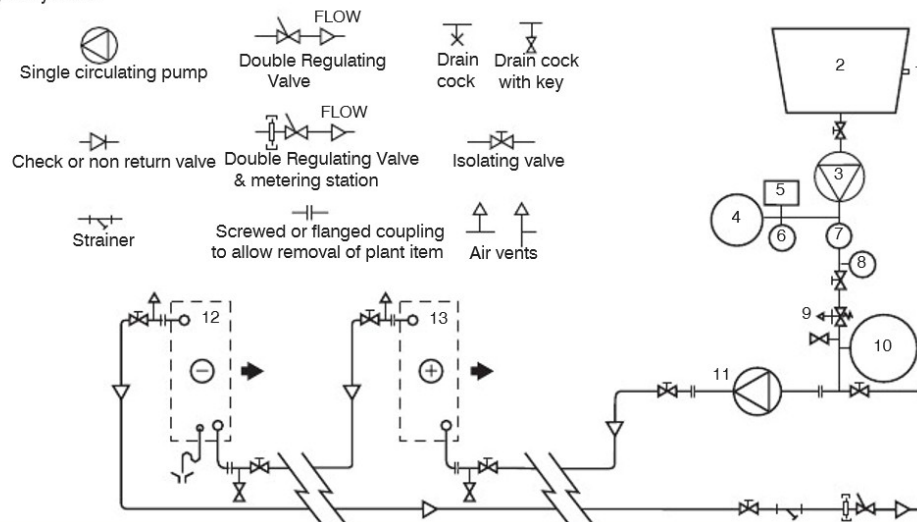 FLOW
Single circulating pump
Double Regulating
Valve
Drain
cock
Drain cock
with key
FLOW
Check or non return valve
Double Regulating Valve
& metering station
Isolating valve
Strainer
Screwed or flanged coupling
to allow removal of plant item
Air vents
2
3
5
4
6
7
8
9
10
11
12
13